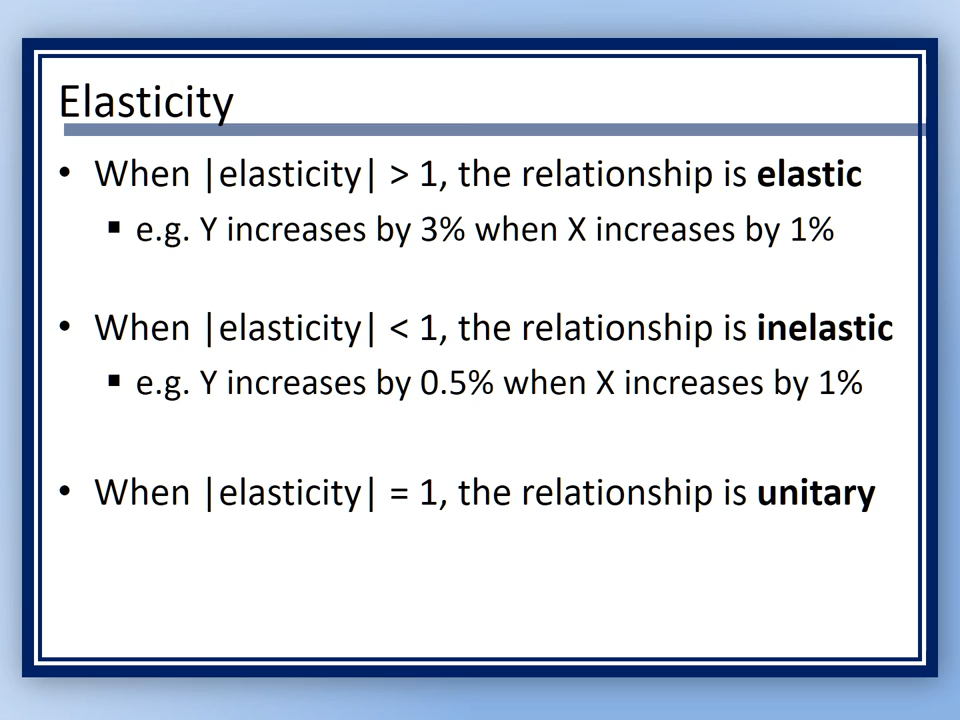 Elasticity
• When |elasticity| > 1, the relationship is elastic
▪ e.g. Y increases by 3% when X increases by 1%
• When |elasticity| < 1, the relationship is inelastic
▪ e.g. Y increases by 0.5% when X increases by 1%
• When |elasticity| = 1, the relationship is unitary